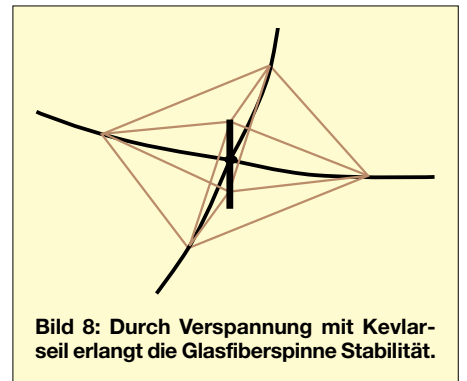 Bild 8: Durch Verspannung mit Kevlar-
seil erlangt die Glasfiberspinne Stabilität.